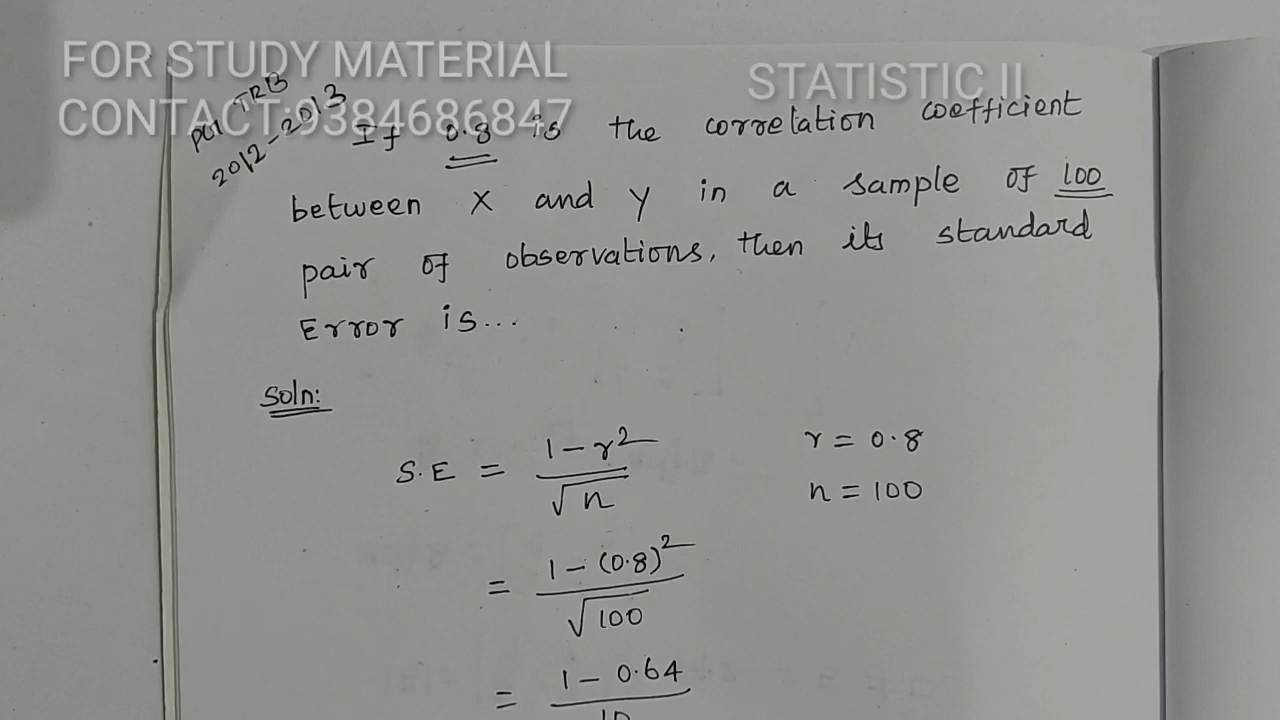 FOR STUDY MATERIAL
CONTACT:9384686847
STATISTIC II
PG TRB
2012-2013
If 0.8 is the correlation coefficient
between X and Y in a sample of 100
pair of observations, then its standard
Error is...
Soln:
S.E = 1-r²/√n
r = 0.8
n = 100
= 1-(0.8)²/√100
= 1-0.64/10